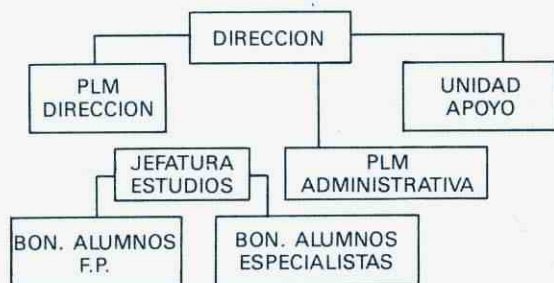 DIRECCION
PLM
DIRECCION
UNIDAD
APOYO
JEFATURA
ESTUDIOS
PLM
ADMINISTRATIVA
BON. ALUMNOS
F.P.
BON. ALUMNOS
ESPECIALISTAS